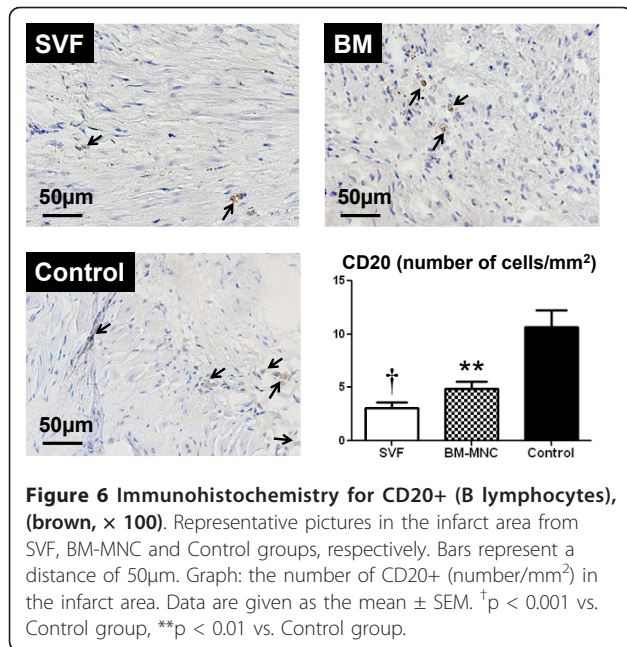 SVF
50µm
BM
50µm
Control
50µm
CD20 (number of cells/mm²)
15
10
5
0
†
**
SVF
BM-MNC
Control
Figure 6 Immunohistochemistry for CD20+ (B lymphocytes),
(brown, × 100). Representative pictures in the infarct area from
SVF, BM-MNC and Control groups, respectively. Bars represent a
distance of 50µm. Graph: the number of CD20+ (number/mm²) in
the infarct area. Data are given as the mean ± SEM. †p < 0.001 vs.
Control group, **p < 0.01 vs. Control group.